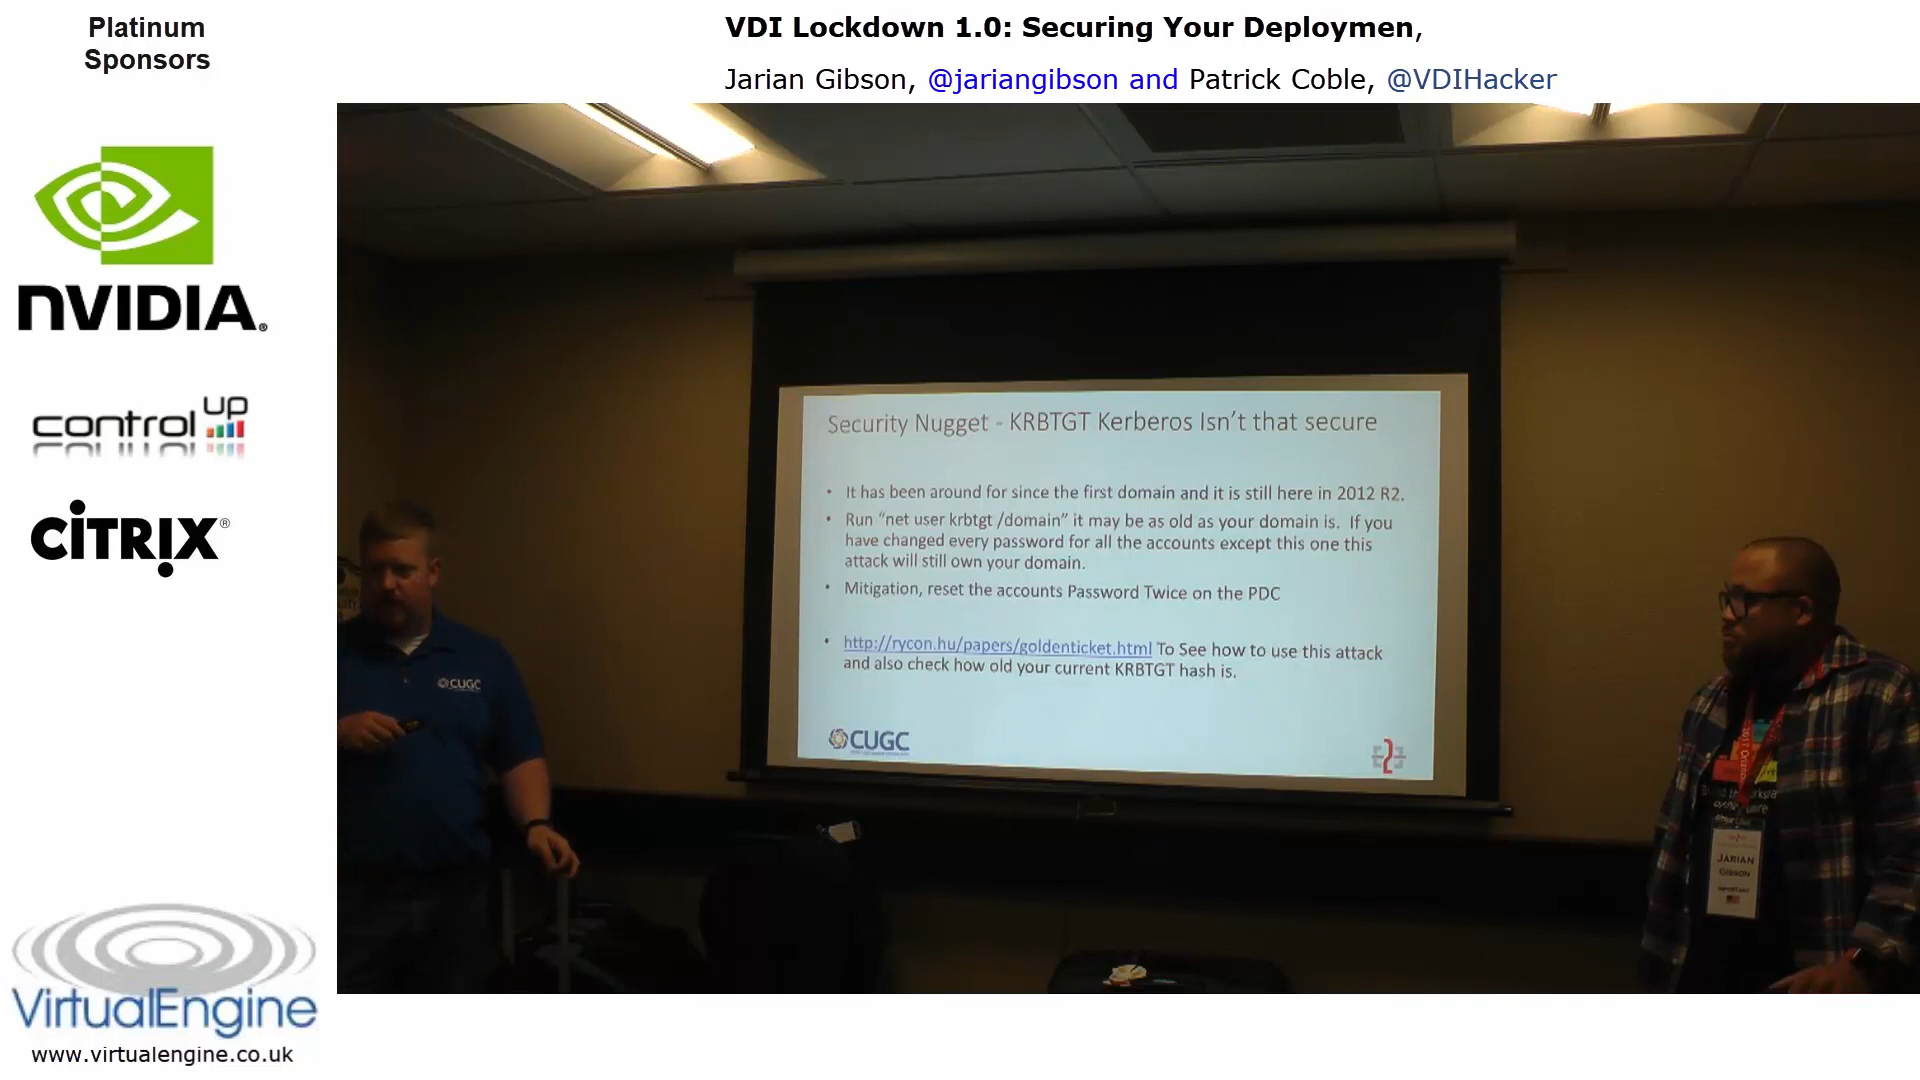 Platinum
Sponsors
VDI Lockdown 1.0: Securing Your Deploymen,
Jarian Gibson, @jariangibson and Patrick Coble, @VDIHacker
NVIDIA®
control UP
CİTRIX®
VirtualEngine
www.virtualengine.co.uk
Security Nugget - KRBTGT Kerberos Isn't that secure
• It has been around for since the first domain and it is still here in 2012 R2.
• Run "net user krbtgt /domain" it may be as old as your domain is. If you
have changed every password for all the accounts except this one this
attack will still own your domain.
• Mitigation, reset the accounts Password Twice on the PDC
• http://rycon.hu/papers/goldenticket.html To See how to use this attack
and also check how old your current KRBTGT hash is.
CUGC
CUGC
JARIAN
GIBSON